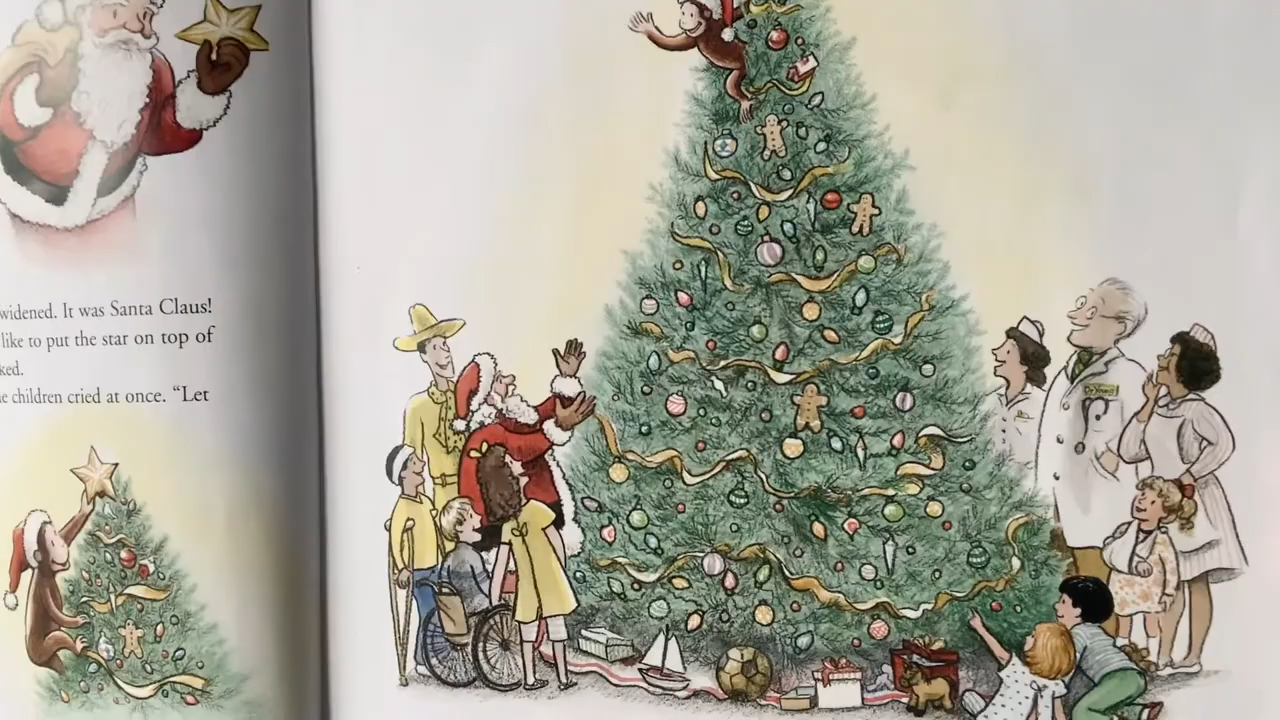 widened. It was Santa Claus!
like to put the star on top of
ked.
e children cried at once. “Let